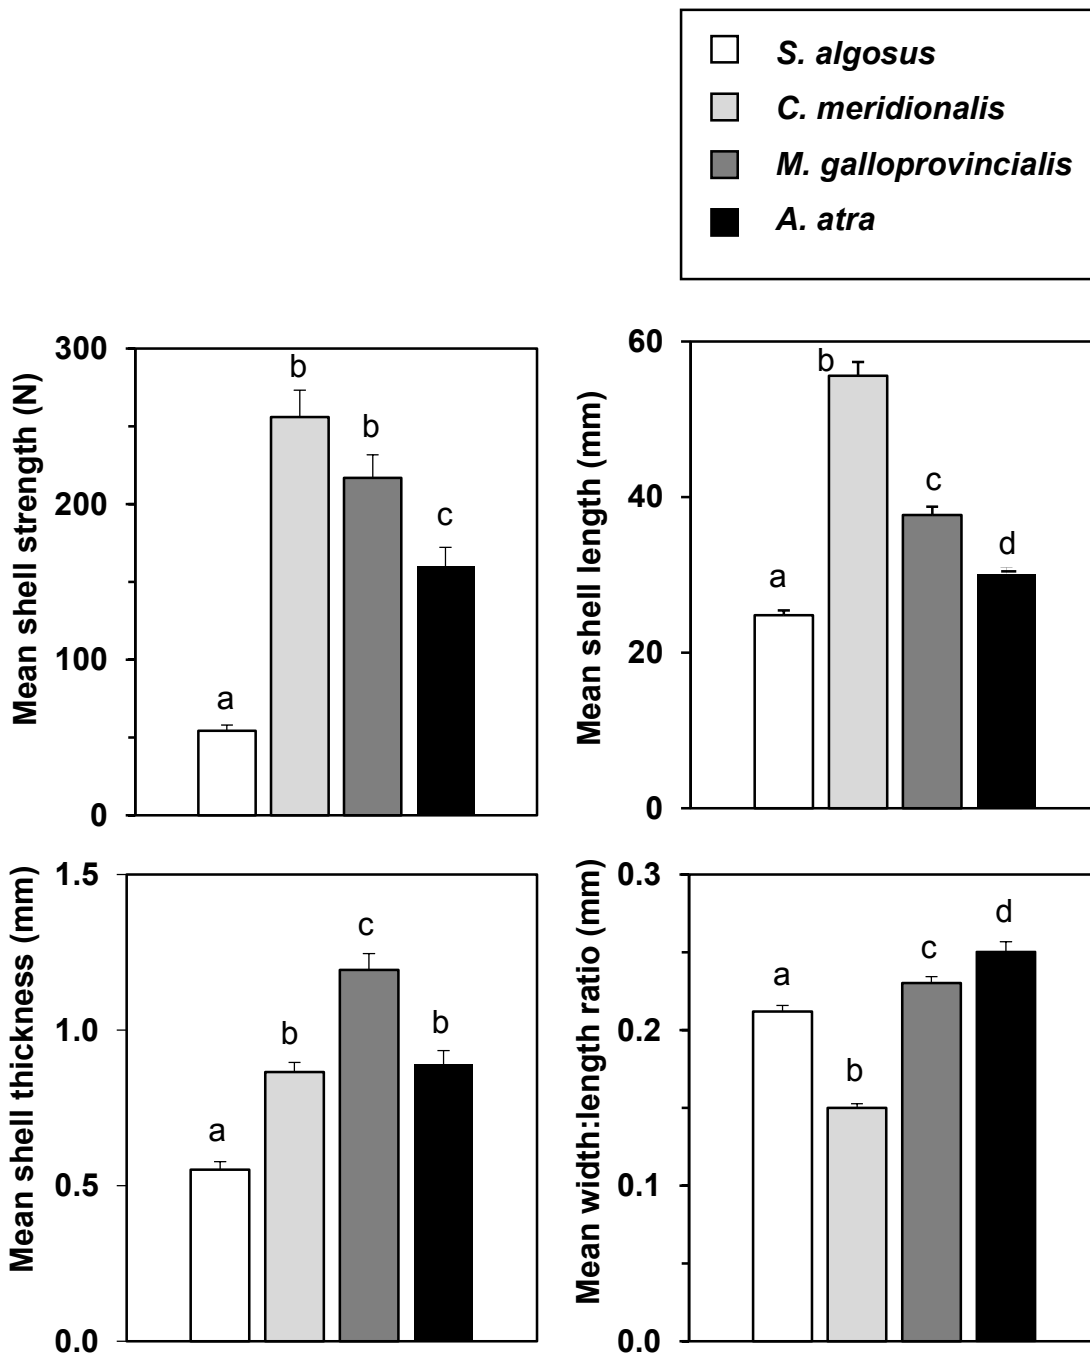 S. algosus
C. meridionalis
M. galloprovincialis
A. atra
Mean shell strength (N)
300
200
100
0
a
b
b
c
Mean shell length (mm)
60
40
20
0
a
b
c
d
Mean shell thickness (mm)
1.5
1.0
0.5
0.0
a
b
c
b
Mean width:length ratio (mm)
0.3
0.2
0.1
0.0
a
b
c
d